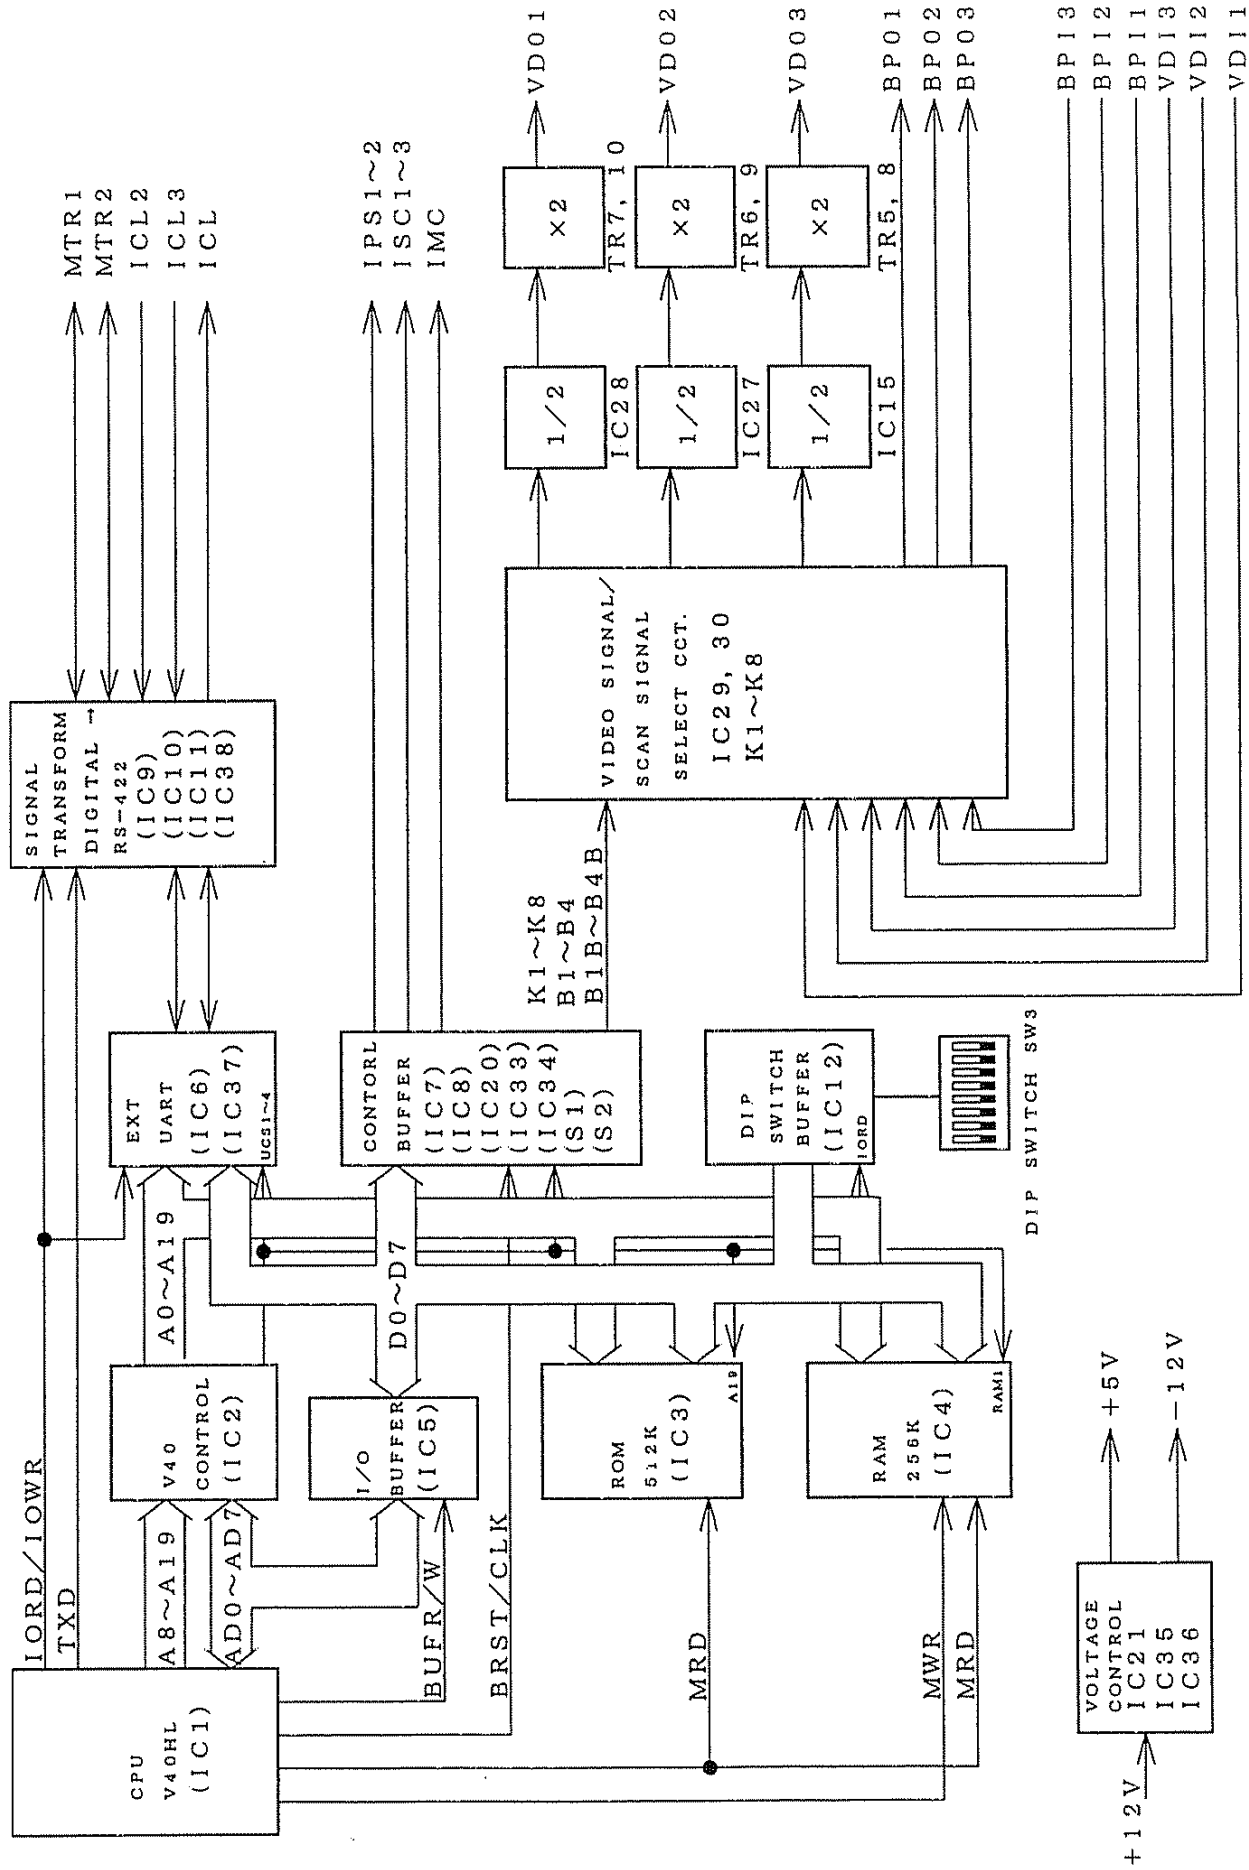 IORD/IOWR
TXD
A8~A19
AD0~AD7
BUFR/W
BRST/CLK
MRD
MWR
MRD
CPU
V40HL
(IC1)
V40
CONTROL
(IC2)
I/O
BUFFER
(IC5)
ROM
512K
(IC3)
A19
RAM
256K
(IC4)
RAM1
A0~A19
D0~D7
EXT
UART
(IC6)
(IC37)
UCS1~4
CONTORL
BUFFER
(IC7)
(IC8)
(IC20)
(IC33)
(IC34)
(S1)
(S2)
DIP
SWITCH
BUFFER
(IC12)
IORD
DIP SWITCH SW3
SIGNAL
TRANSFORM
DIGITAL →
RS-422
(IC9)
(IC10)
(IC11)
(IC38)
MTR1
MTR2
ICL2
ICL3
ICL
IPS1~2
ISC1~3
IMC
K1~K8
B1~B4
B1B~B4B
VIDEO SIGNAL/
SCAN SIGNAL
SELECT CCT.
IC29, 30
K1~K8
1/2
IC28
1/2
IC27
1/2
IC15
×2
TR7, 10
×2
TR6, 9
×2
TR5, 8
VDO1
VDO2
VDO3
BPO1
BPO2
BPO3
BPI3
BPI2
BPI1
VDI3
VDI2
VDI1
+12V
VOLTAGE
CONTROL
IC21
IC35
IC36
+5V
-12V